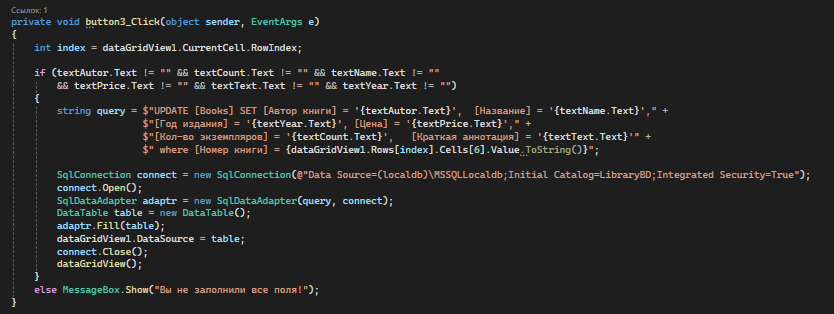 Ссылок: 1
private void button3_Click(object sender, EventArgs e)
{
int index = dataGridView1.CurrentCell.RowIndex;
if (textAutor.Text != "" && textCount.Text != "" && textName.Text != ""
&& textPrice.Text != "" && textText.Text != "" && textYear.Text != "")
{
string query = $"UPDATE [Books] SET [Автор книги] = '{textAutor.Text}', [Название] = '{textName.Text}'," +
$"[Год издания] = '{textYear.Text}', [Цена] = '{textPrice.Text}'," +
$"[Кол-во экземпляров] = '{textCount.Text}', [Краткая аннотация] = '{textText.Text}'" +
$" where [Номер книги] = {dataGridView1.Rows[index].Cells[6].Value.ToString()}";
SqlConnection connect = new SqlConnection(@"Data Source=(localdb)\MSSQLLocaldb;Initial Catalog=LibraryBD;Integrated Security=True");
connect.Open();
SqlDataAdapter adaptr = new SqlDataAdapter(query, connect);
DataTable table = new DataTable();
adaptr.Fill(table);
dataGridView1.DataSource = table;
connect.Close();
dataGridView();
}
else MessageBox.Show("Вы не заполнили все поля!");
}